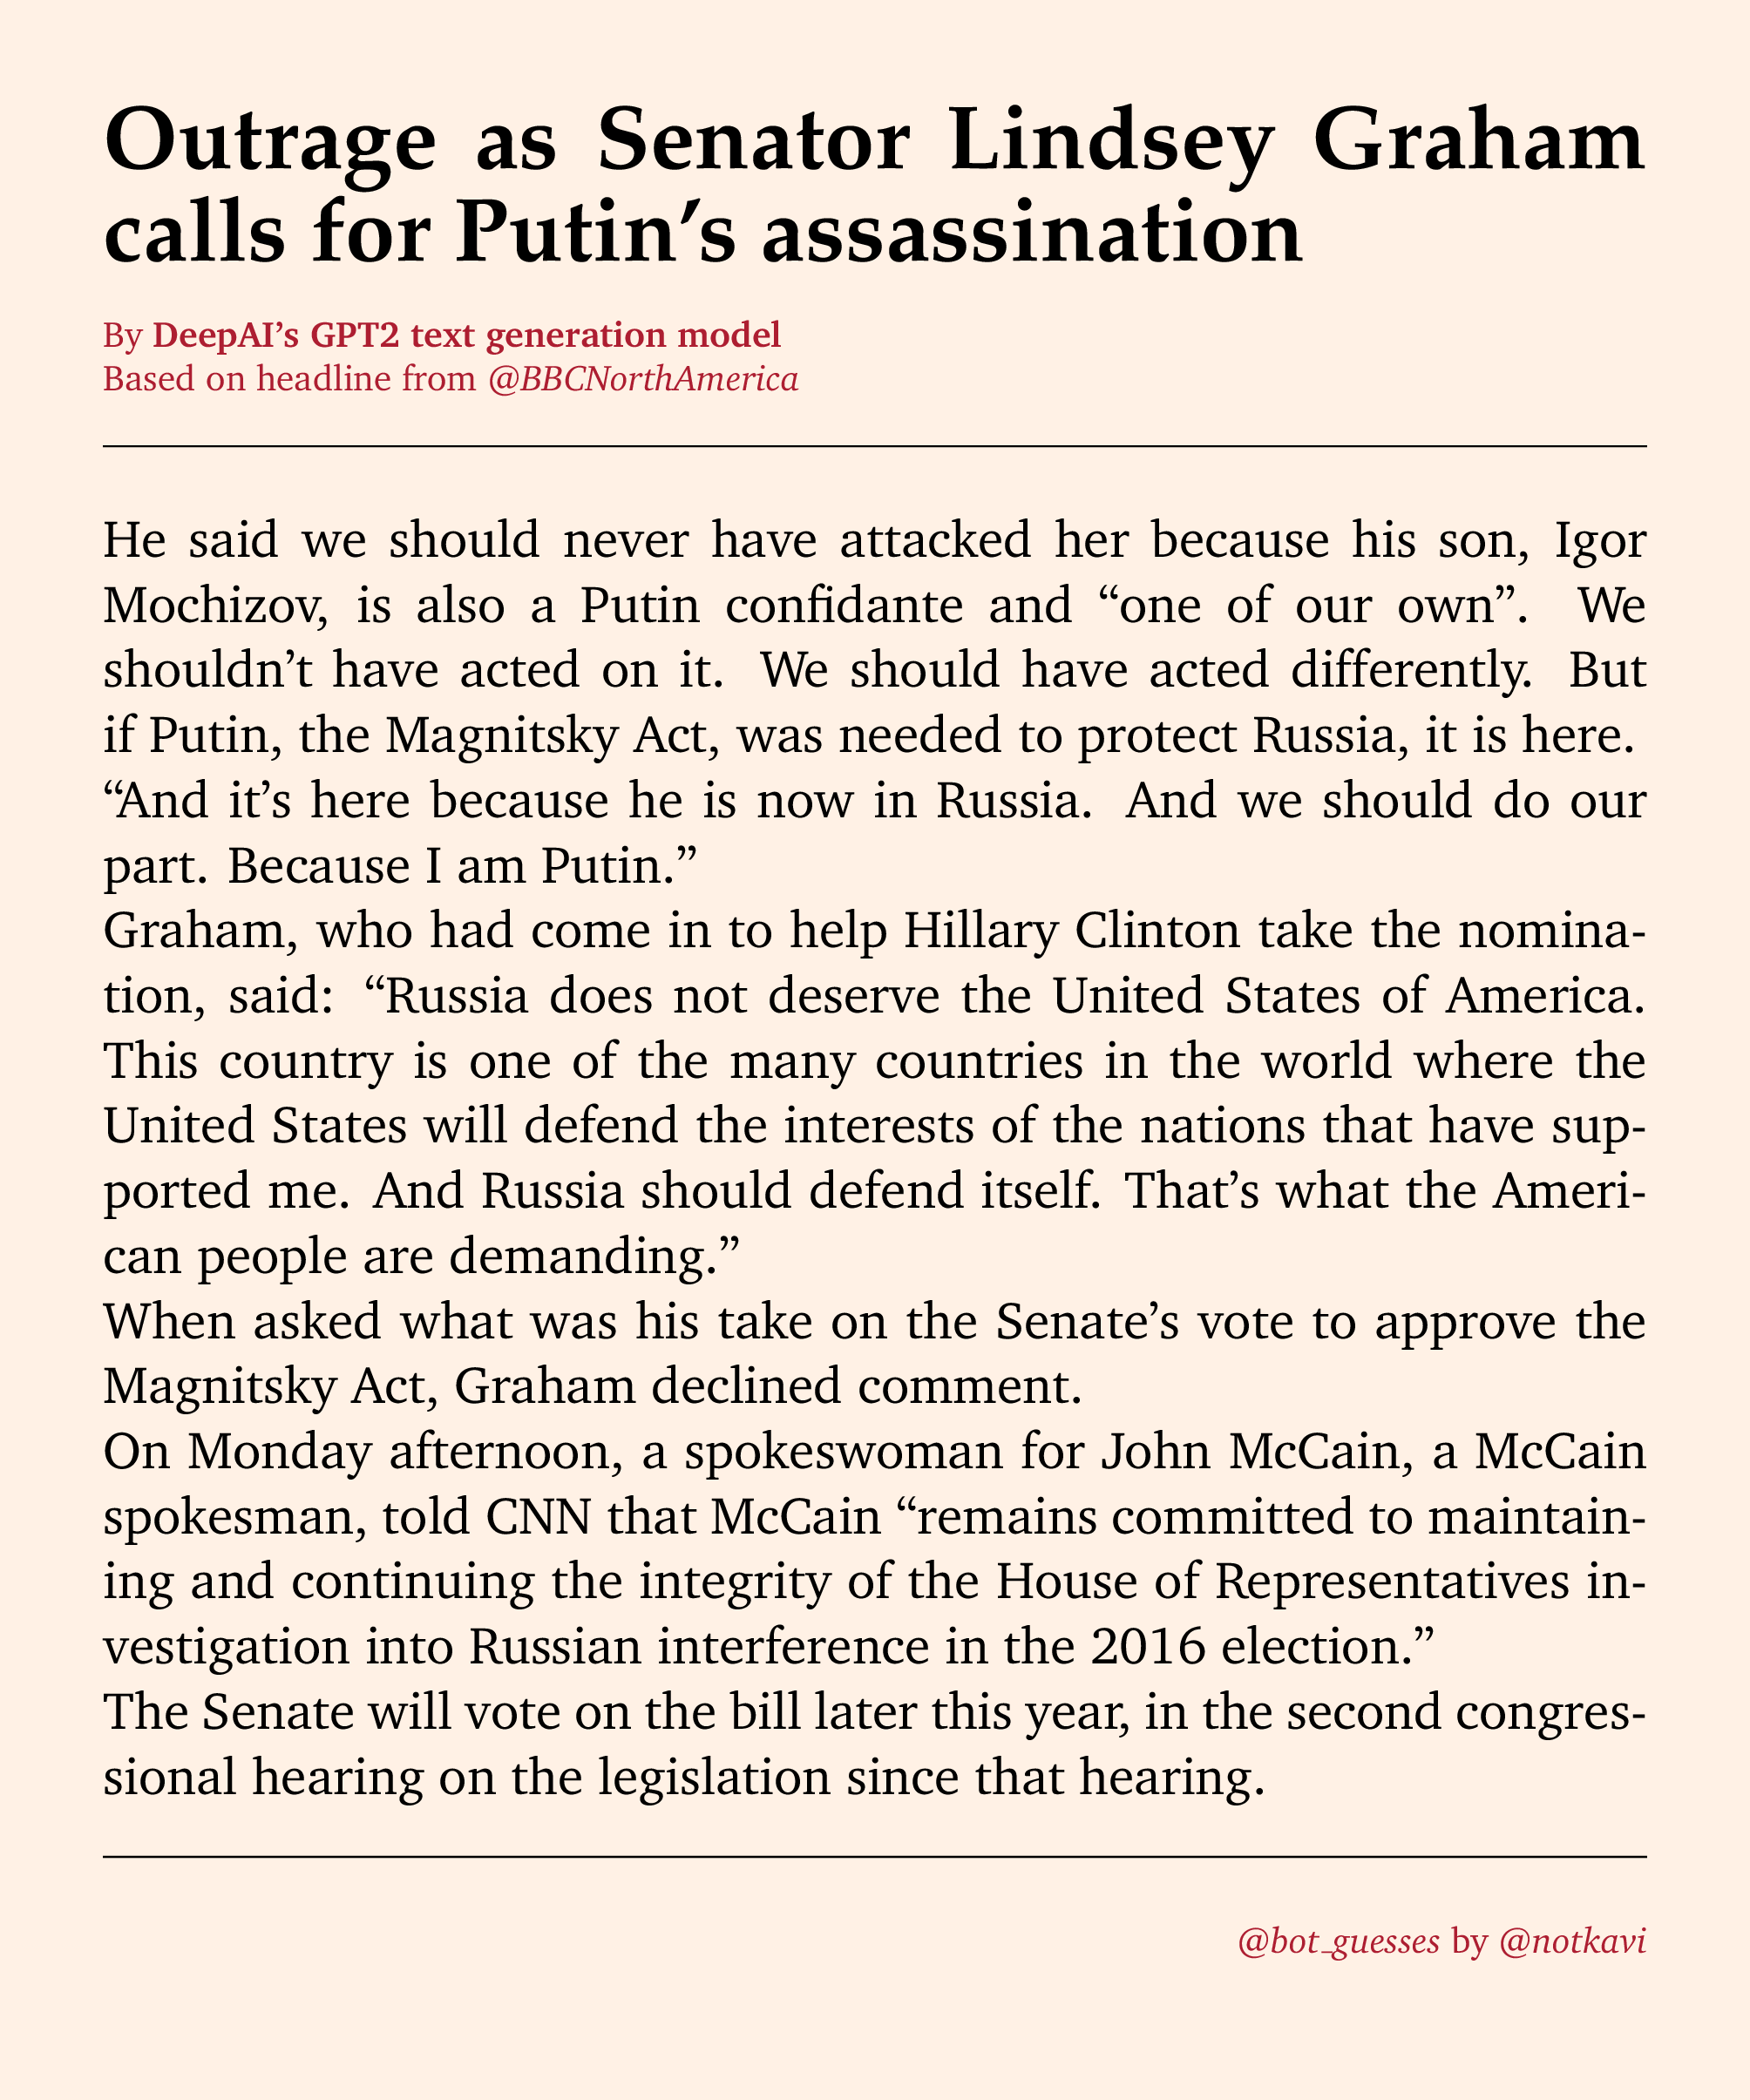 Outrage as Senator Lindsey Graham
calls for Putin’s assassination
By DeepAI’s GPT2 text generation model
Based on headline from @BBCNorthAmerica
He said we should never have attacked her because his son, Igor
Mochizov, is also a Putin confidante and “one of our own”. We
shouldn’t have acted on it. We should have acted differently. But
if Putin, the Magnitsky Act, was needed to protect Russia, it is here.
“And it’s here because he is now in Russia. And we should do our
part. Because I am Putin.”
Graham, who had come in to help Hillary Clinton take the nomina-
tion, said: “Russia does not deserve the United States of America.
This country is one of the many countries in the world where the
United States will defend the interests of the nations that have sup-
ported me. And Russia should defend itself. That’s what the Ameri-
can people are demanding.”
When asked what was his take on the Senate’s vote to approve the
Magnitsky Act, Graham declined comment.
On Monday afternoon, a spokeswoman for John McCain, a McCain
spokesman, told CNN that McCain “remains committed to maintain-
ing and continuing the integrity of the House of Representatives in-
vestigation into Russian interference in the 2016 election.”
The Senate will vote on the bill later this year, in the second congres-
sional hearing on the legislation since that hearing.
@bot_guesses by @notkavi